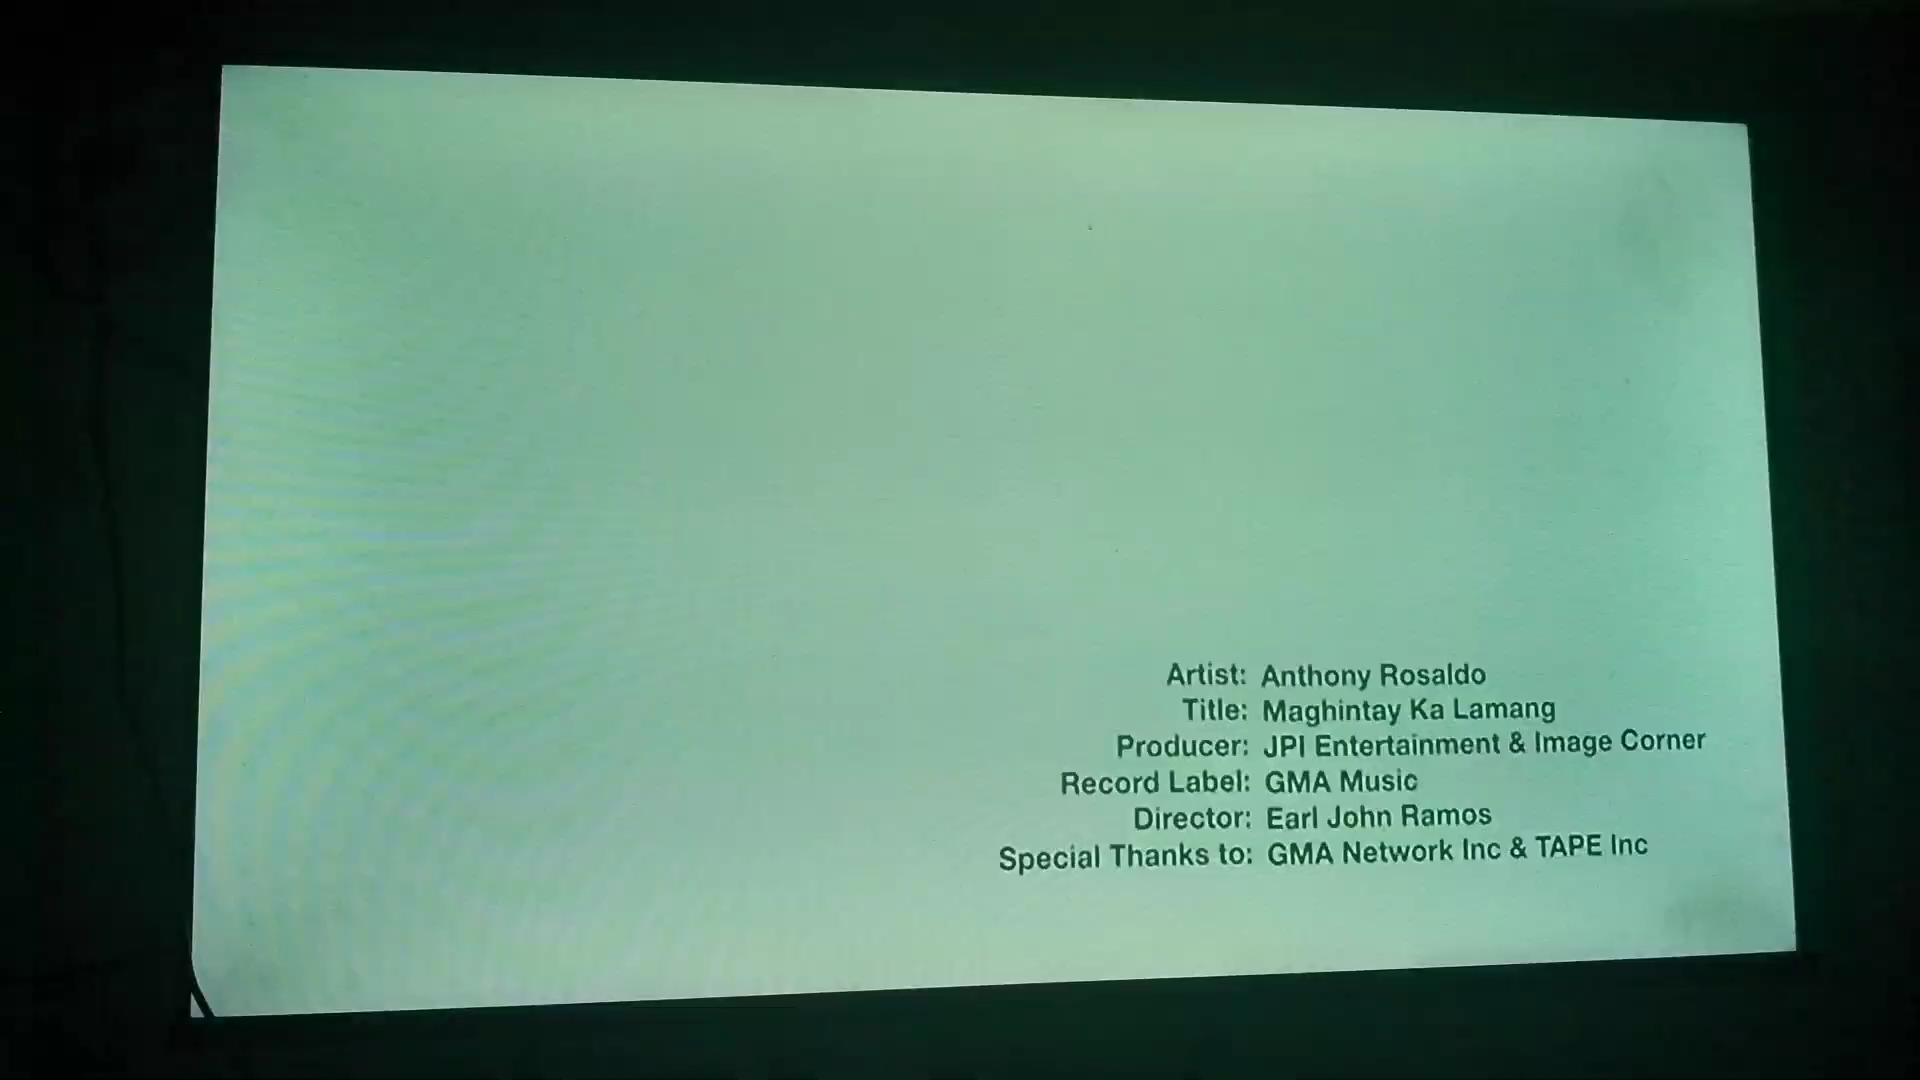 Artist: Anthony Rosaldo
Title: Maghintay Ka Lamang
Producer: JPI Entertainment & Image Corner
Record Label: GMA Music
Director: Earl John Ramos
Special Thanks to: GMA Network Inc & TAPE Inc